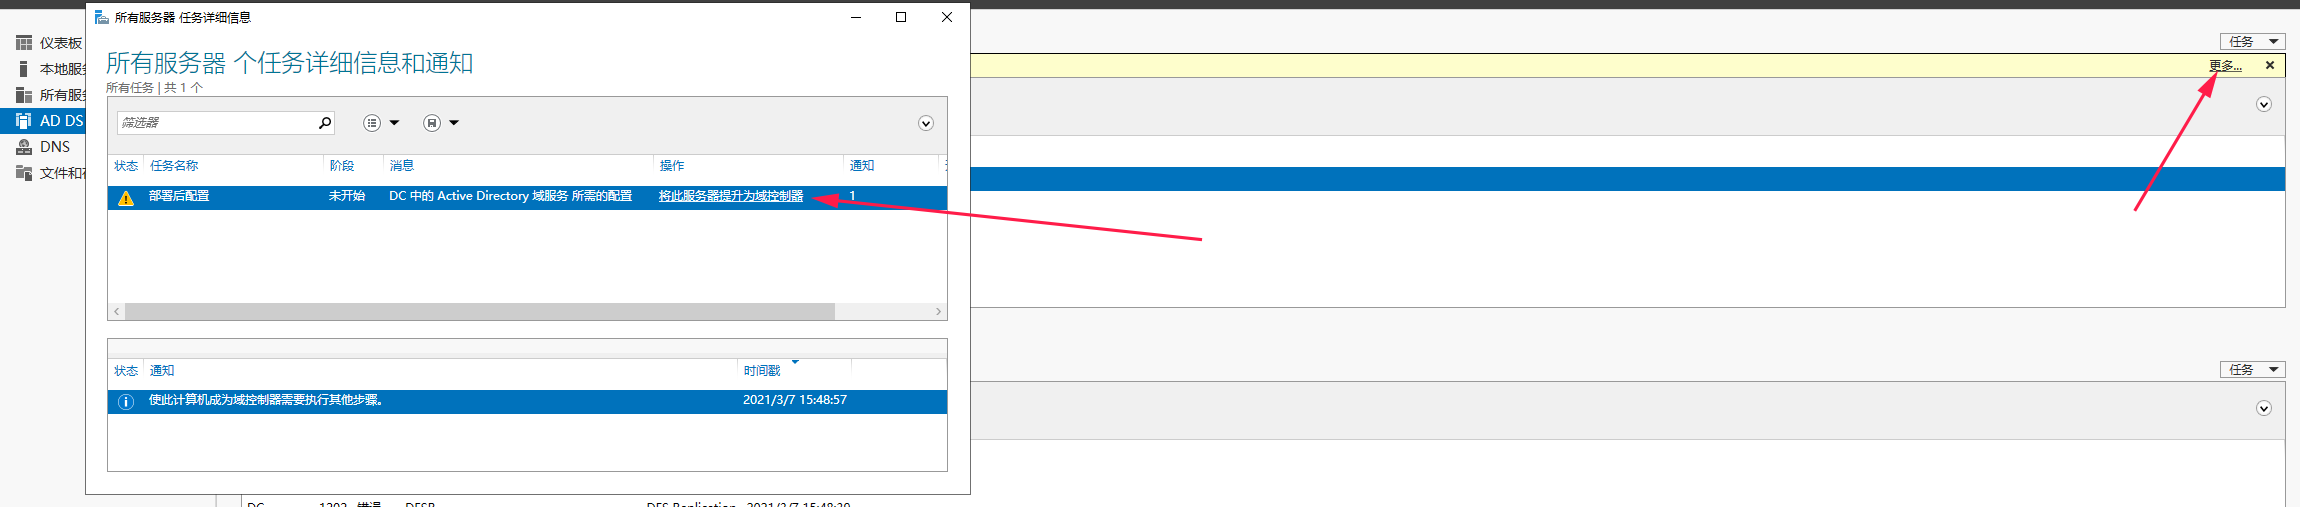 所有服务器 任务详细信息
仪表板
本地服
所有服
AD DS
DNS
文件和
所有服务器 个任务详细信息和通知
所有任务 | 共 1 个
筛选器
状态 任务名称 阶段 消息 操作 通知
部署后配置 未开始 DC 中的 Active Directory 域服务 所需的配置 将此服务器提升为域控制器 1
状态 通知 时间戳
使此计算机成为域控制器需要执行其他步骤。 2021/3/7 15:48:57
任务
更多...
任务
DC 1202 错误 DFSR DFS Replication 2021/3/7 15:48:39